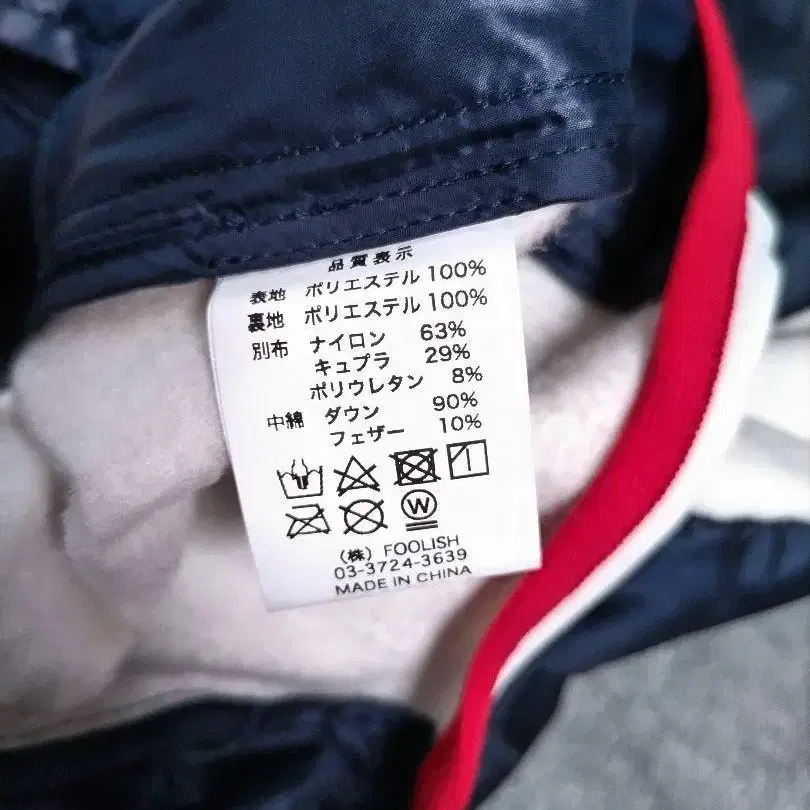 品質表示
表地 ポリエステル 100%
裏地 ポリエステル 100%
別布 ナイロン 63%
キュプラ 29%
ポリウレタン 8%
中綿 ダウン 90%
フェザー 10%
W
(株) FOOLISH
03-3724-3639
MADE IN CHINA